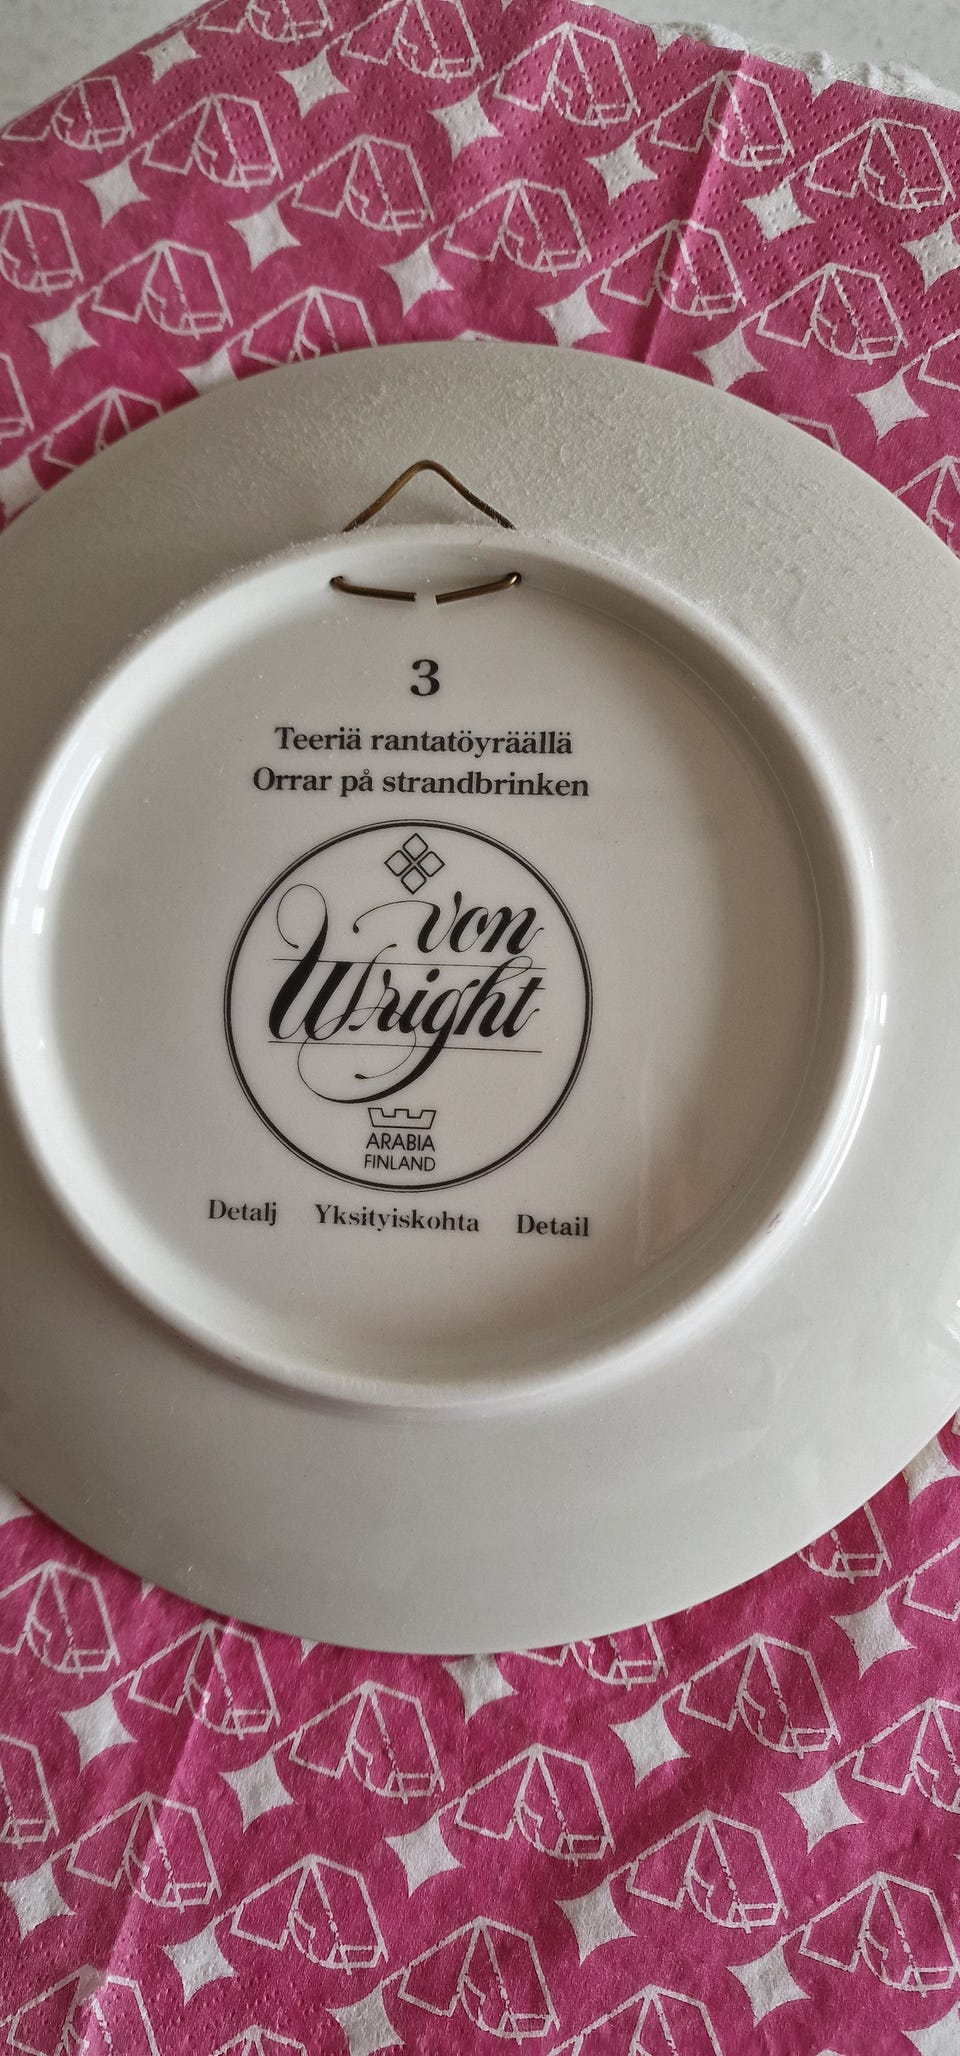 3
Teeriä rantatöyräällä
Orrar på strandbrinken
von
Wright
ARABIA
FINLAND
Detalj Yksityiskohta Detail